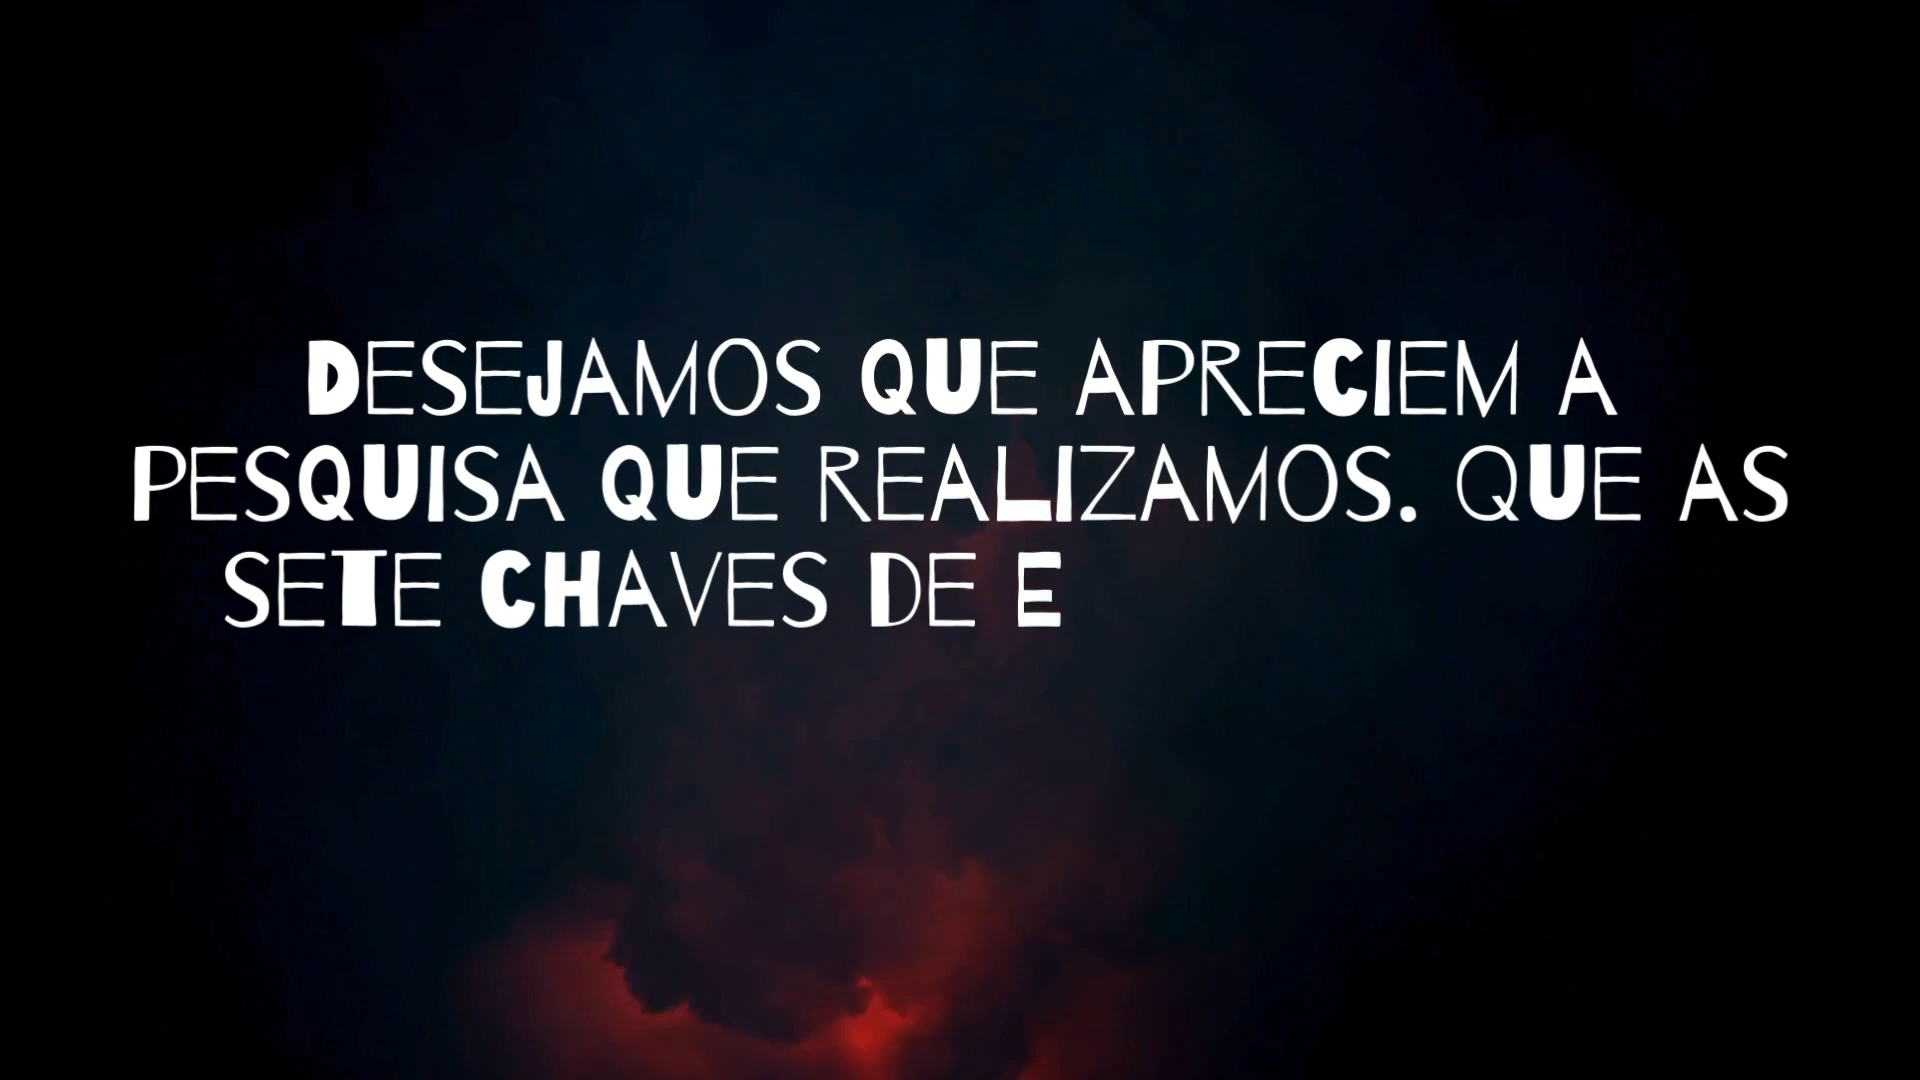 DESEJAMOS QUE APRECIEM A
PESQUISA QUE REALIZAMOS. QUE AS
SETE CHAVES DE E